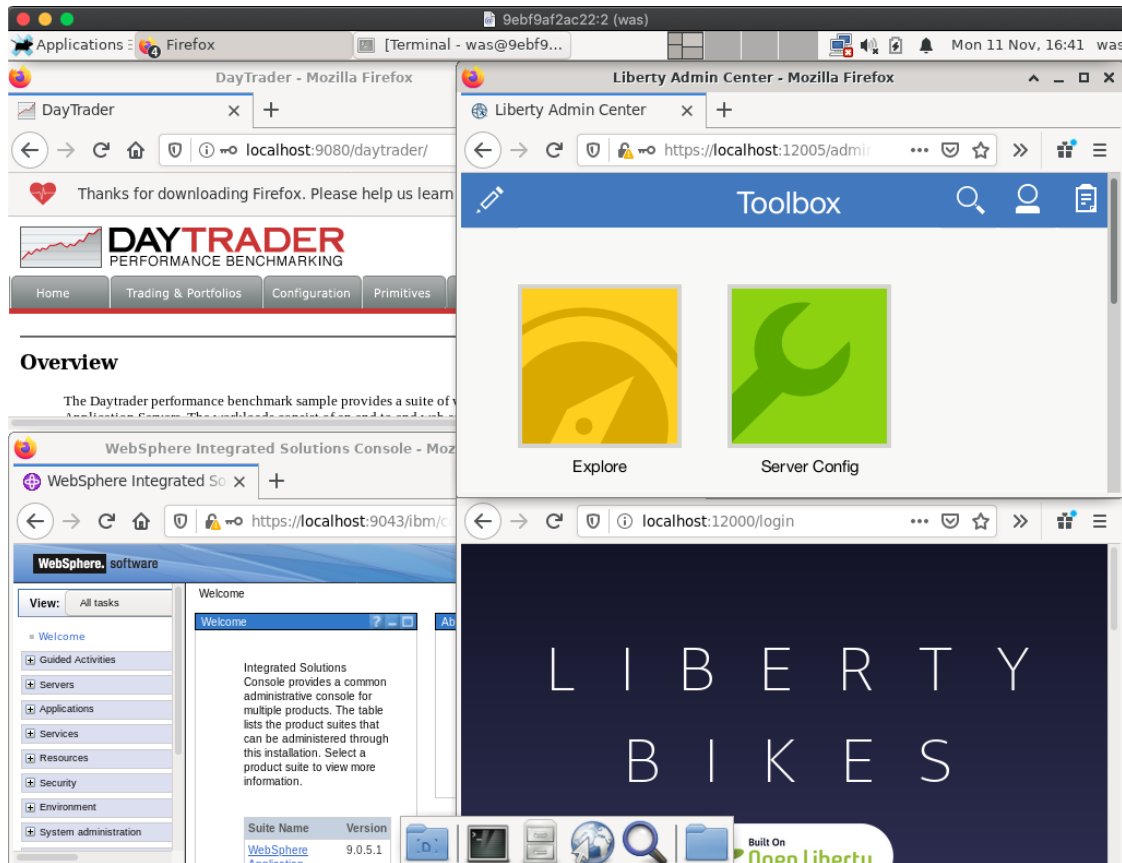 9ebf9af2ac22:2 (was)
Applications
Firefox
[Terminal - was@9ebf9...
Mon 11 Nov, 16:41
was
DayTrader - Mozilla Firefox
DayTrader
localhost:9080/daytrader/
Thanks for downloading Firefox. Please help us learn
DAYTRADER
PERFORMANCE BENCHMARKING
Home
Trading & Portfolios
Configuration
Primitives
Overview
The Daytrader performance benchmark sample provides a suite of
Liberty Admin Center - Mozilla Firefox
Liberty Admin Center
https://localhost:12005/admin
Toolbox
Explore
Server Config
WebSphere Integrated Solutions Console - Moz
WebSphere Integrated So
https://localhost:9043/ibm/c
WebSphere. software
View: All tasks
Welcome
Guided Activities
Servers
Applications
Services
Resources
Security
Environment
System administration
Welcome
Welcome
Ab
Integrated Solutions
Console provides a common
administrative console for
multiple products. The table
lists the product suites that
can be administered through
this installation. Select a
product suite to view more
information.
Suite Name Version
WebSphere 9.0.5.1
localhost:12000/login
LIBERTY
BIKES
Built On
Open Liberty